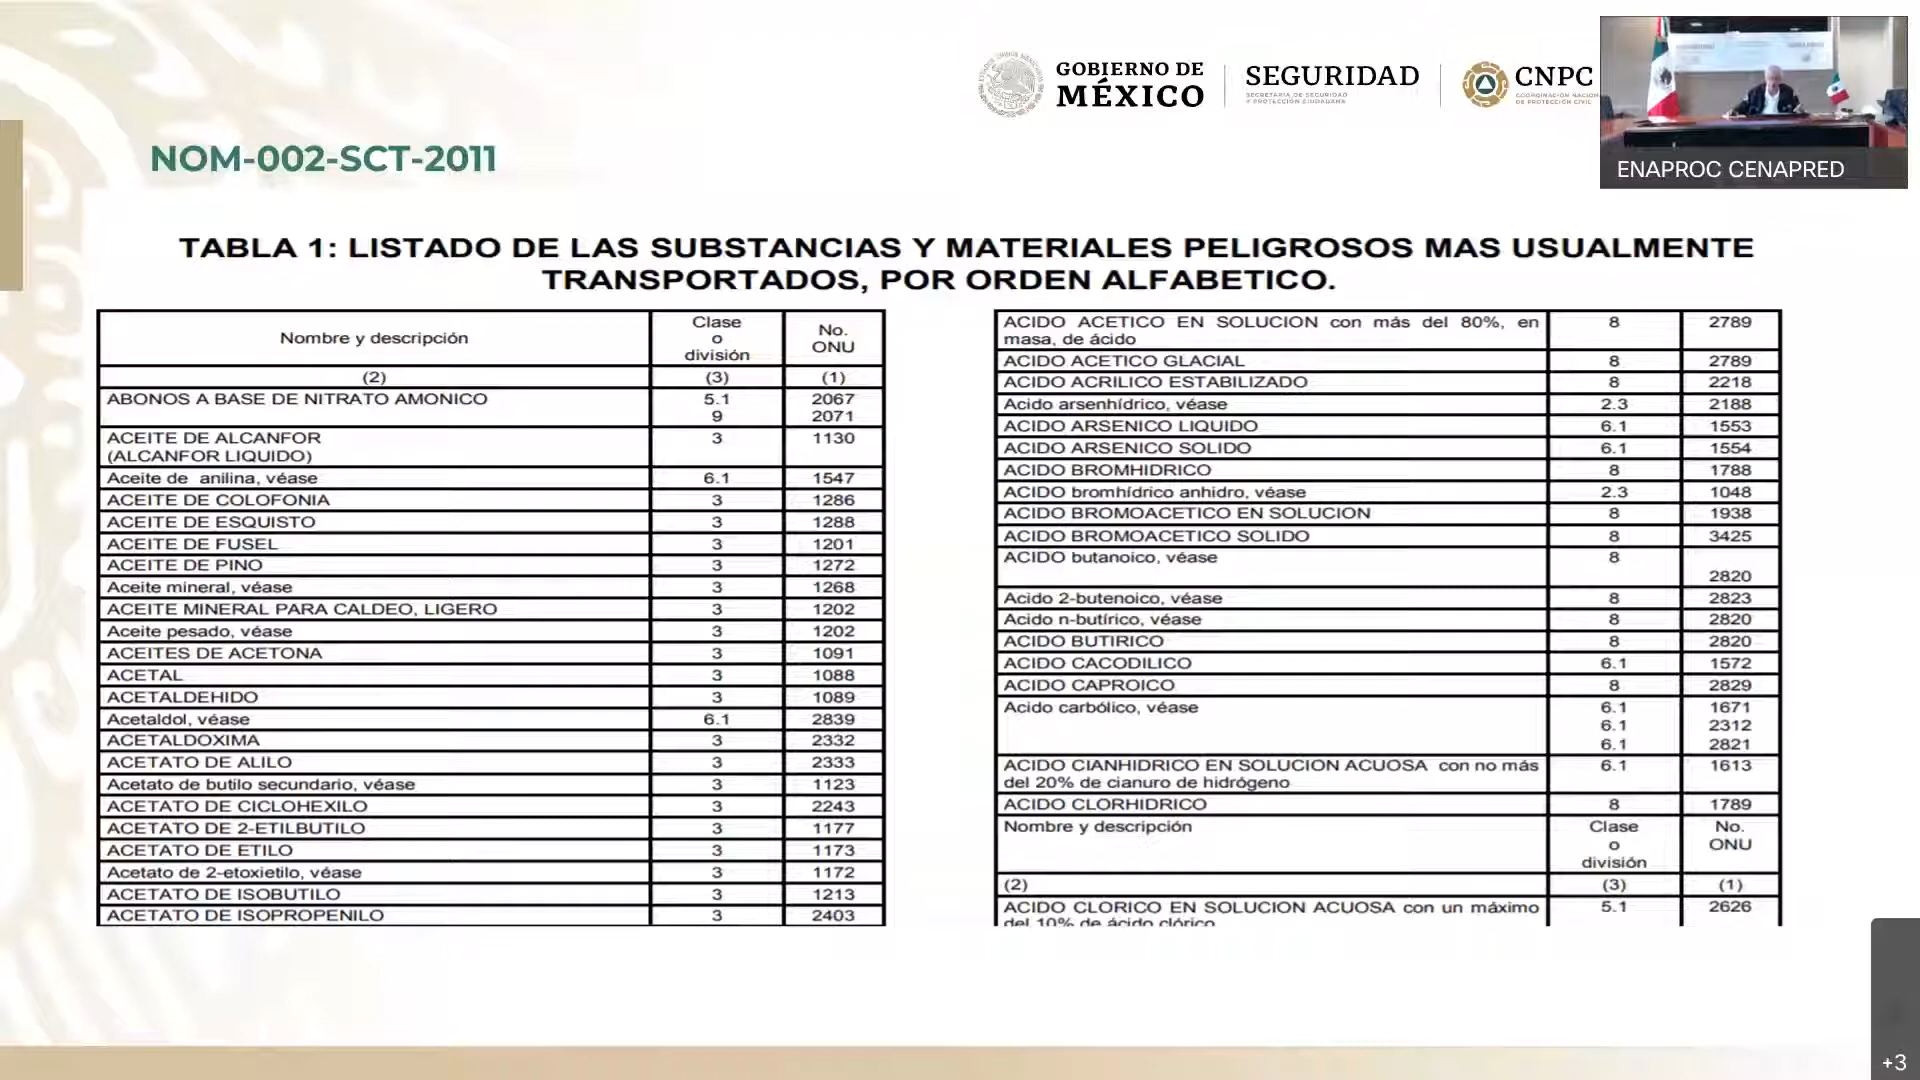 GOBIERNO DE
MÉXICO
SEGURIDAD
SECRETARÍA DE SEGURIDAD
Y PROTECCIÓN CIUDADANA
CNPC
COORDINACIÓN NACION
DE PROTECCIÓN CIVIL
ENAPROC CENAPRED
NOM-002-SCT-2011
TABLA 1: LISTADO DE LAS SUBSTANCIAS Y MATERIALES PELIGROSOS MAS USUALMENTE
TRANSPORTADOS, POR ORDEN ALFABETICO.
Nombre y descripción Clase o división No. ONU
(2) (3) (1)
ABONOS A BASE DE NITRATO AMONICO 5.1 2067
9 2071
ACEITE DE ALCANFOR 3 1130
(ALCANFOR LIQUIDO)
Aceite de anilina, véase 6.1 1547
ACEITE DE COLOFONIA 3 1286
ACEITE DE ESQUISTO 3 1288
ACEITE DE FUSEL 3 1201
ACEITE DE PINO 3 1272
Aceite mineral, véase 3 1268
ACEITE MINERAL PARA CALDEO, LIGERO 3 1202
Aceite pesado, véase 3 1202
ACEITES DE ACETONA 3 1091
ACETAL 3 1088
ACETALDEHIDO 3 1089
Acetaldol, véase 6.1 2839
ACETALDOXIMA 3 2332
ACETATO DE ALILO 3 2333
Acetato de butilo secundario, véase 3 1123
ACETATO DE CICLOHEXILO 3 2243
ACETATO DE 2-ETILBUTILO 3 1177
ACETATO DE ETILO 3 1173
Acetato de 2-etoxietilo, véase 3 1172
ACETATO DE ISOBUTILO 3 1213
ACETATO DE ISOPROPENILO 3 2403
ACIDO ACETICO EN SOLUCION con más del 80%, en 8 2789
masa, de ácido
ACIDO ACETICO GLACIAL 8 2789
ACIDO ACRILICO ESTABILIZADO 8 2218
Acido arsenhídrico, véase 2.3 2188
ACIDO ARSENICO LIQUIDO 6.1 1553
ACIDO ARSENICO SOLIDO 6.1 1554
ACIDO BROMHIDRICO 8 1788
ACIDO bromhídrico anhidro, véase 2.3 1048
ACIDO BROMOACETICO EN SOLUCION 8 1938
ACIDO BROMOACETICO SOLIDO 8 3425
ACIDO butanoico, véase 8
2820
Acido 2-butenoico, véase 8 2823
Acido n-butírico, véase 8 2820
ACIDO BUTIRICO 8 2820
ACIDO CACODILICO 6.1 1572
ACIDO CAPROICO 8 2829
Acido carbólico, véase 6.1 1671
6.1 2312
6.1 2821
ACIDO CIANHIDRICO EN SOLUCION ACUOSA con no más 6.1 1613
del 20% de cianuro de hidrógeno
ACIDO CLORHIDRICO 8 1789
Nombre y descripción Clase o división No. ONU
(2) (3) (1)
ACIDO CLORICO EN SOLUCION ACUOSA con un máximo 5.1 2626
del 10% de ácido clórico
+3